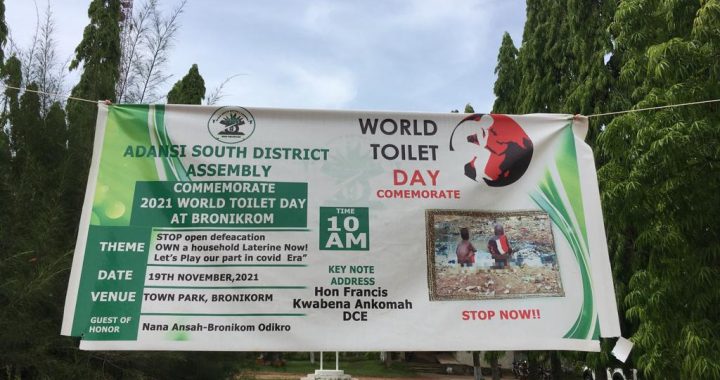 ADANSI SOUTH DISTRICT
ASSEMBLY
COMMEMORATE
2021 WORLD TOILET DAY
AT BRONIKROM
THEME
STOP open defeacation
OWN a household Laterine Now!
Let's Play our part in covid Era"
DATE
19TH NOVEMBER,2021
VENUE
TOWN PARK, BRONIKORM
GUEST OF
HONOR
Nana Ansah-Bronikom Odikro
TIME
10
AM
KEY NOTE
ADDRESS
Hon Francis
Kwabena Ankomah
DCE
WORLD
TOILET
DAY
COMEMORATE
STOP NOW!!